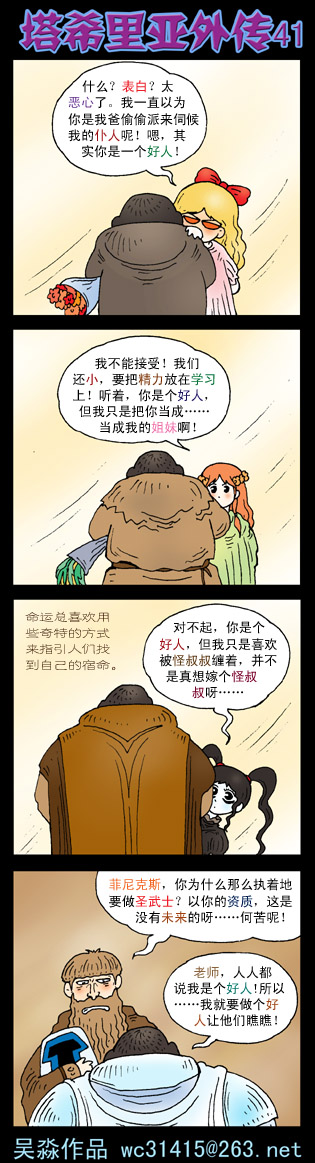 塔希里亚外传41
什么？表白？太
恶心了。我一直以为
你是我爸偷偷派来伺候
我的仆人呢！嗯，其
实你是一个好人！
我不能接受！我们
还小，要把精力放在学习
上！听着，你是个好人，
但我只是把你当成……
当成我的姐妹啊！
命运总喜欢用
些奇特的方式
来指引人们找
到自己的宿命。
对不起，你是个
好人，但我只是喜欢
被怪叔叔缠着，并不
是真想嫁个怪叔
叔呀……
菲尼克斯，你为什么那么执着地
要做圣武士？以你的资质，这是
没有未来的呀……何苦呢！
老师，人人都
说我是个好人！所以
……我就要做个好
人让他们瞧瞧！
吴淼作品 wc31415@263.net